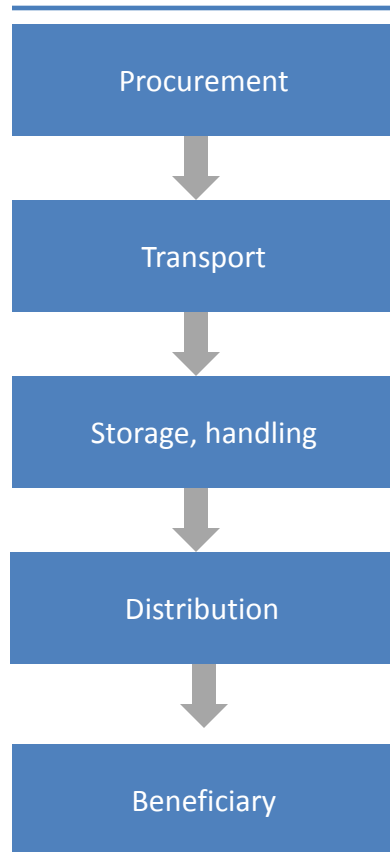 Procurement
Transport
Storage, handling
Distribution
Beneficiary